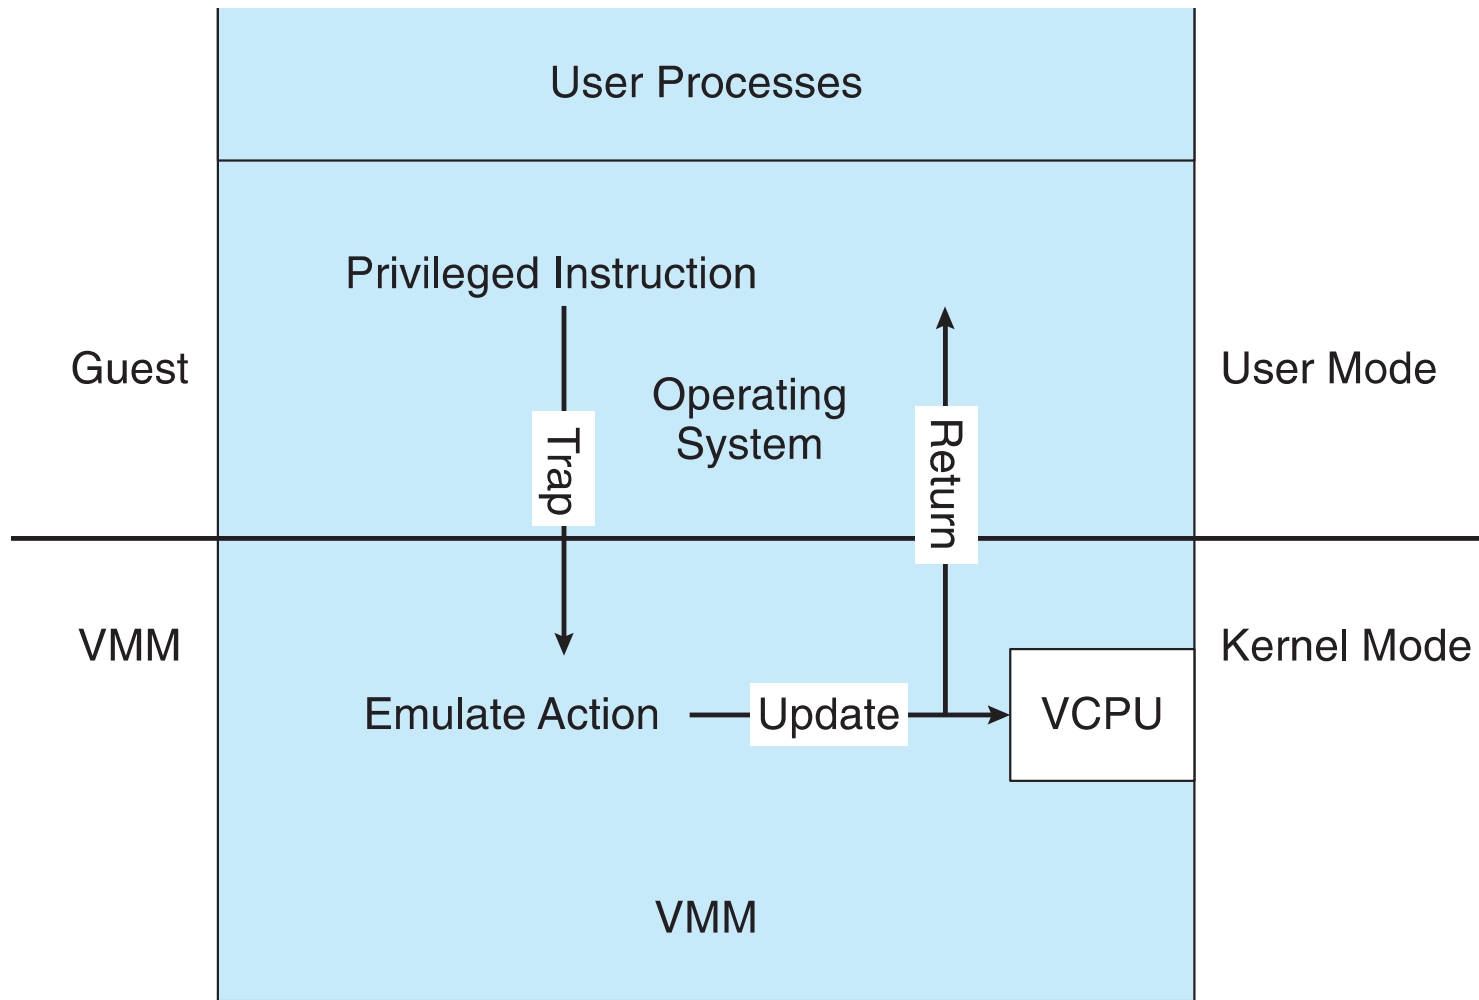 User Processes
Privileged Instruction
Guest
User Mode
Operating
System
Trap
Return
VMM
Kernel Mode
Emulate Action
Update
VCPU
VMM